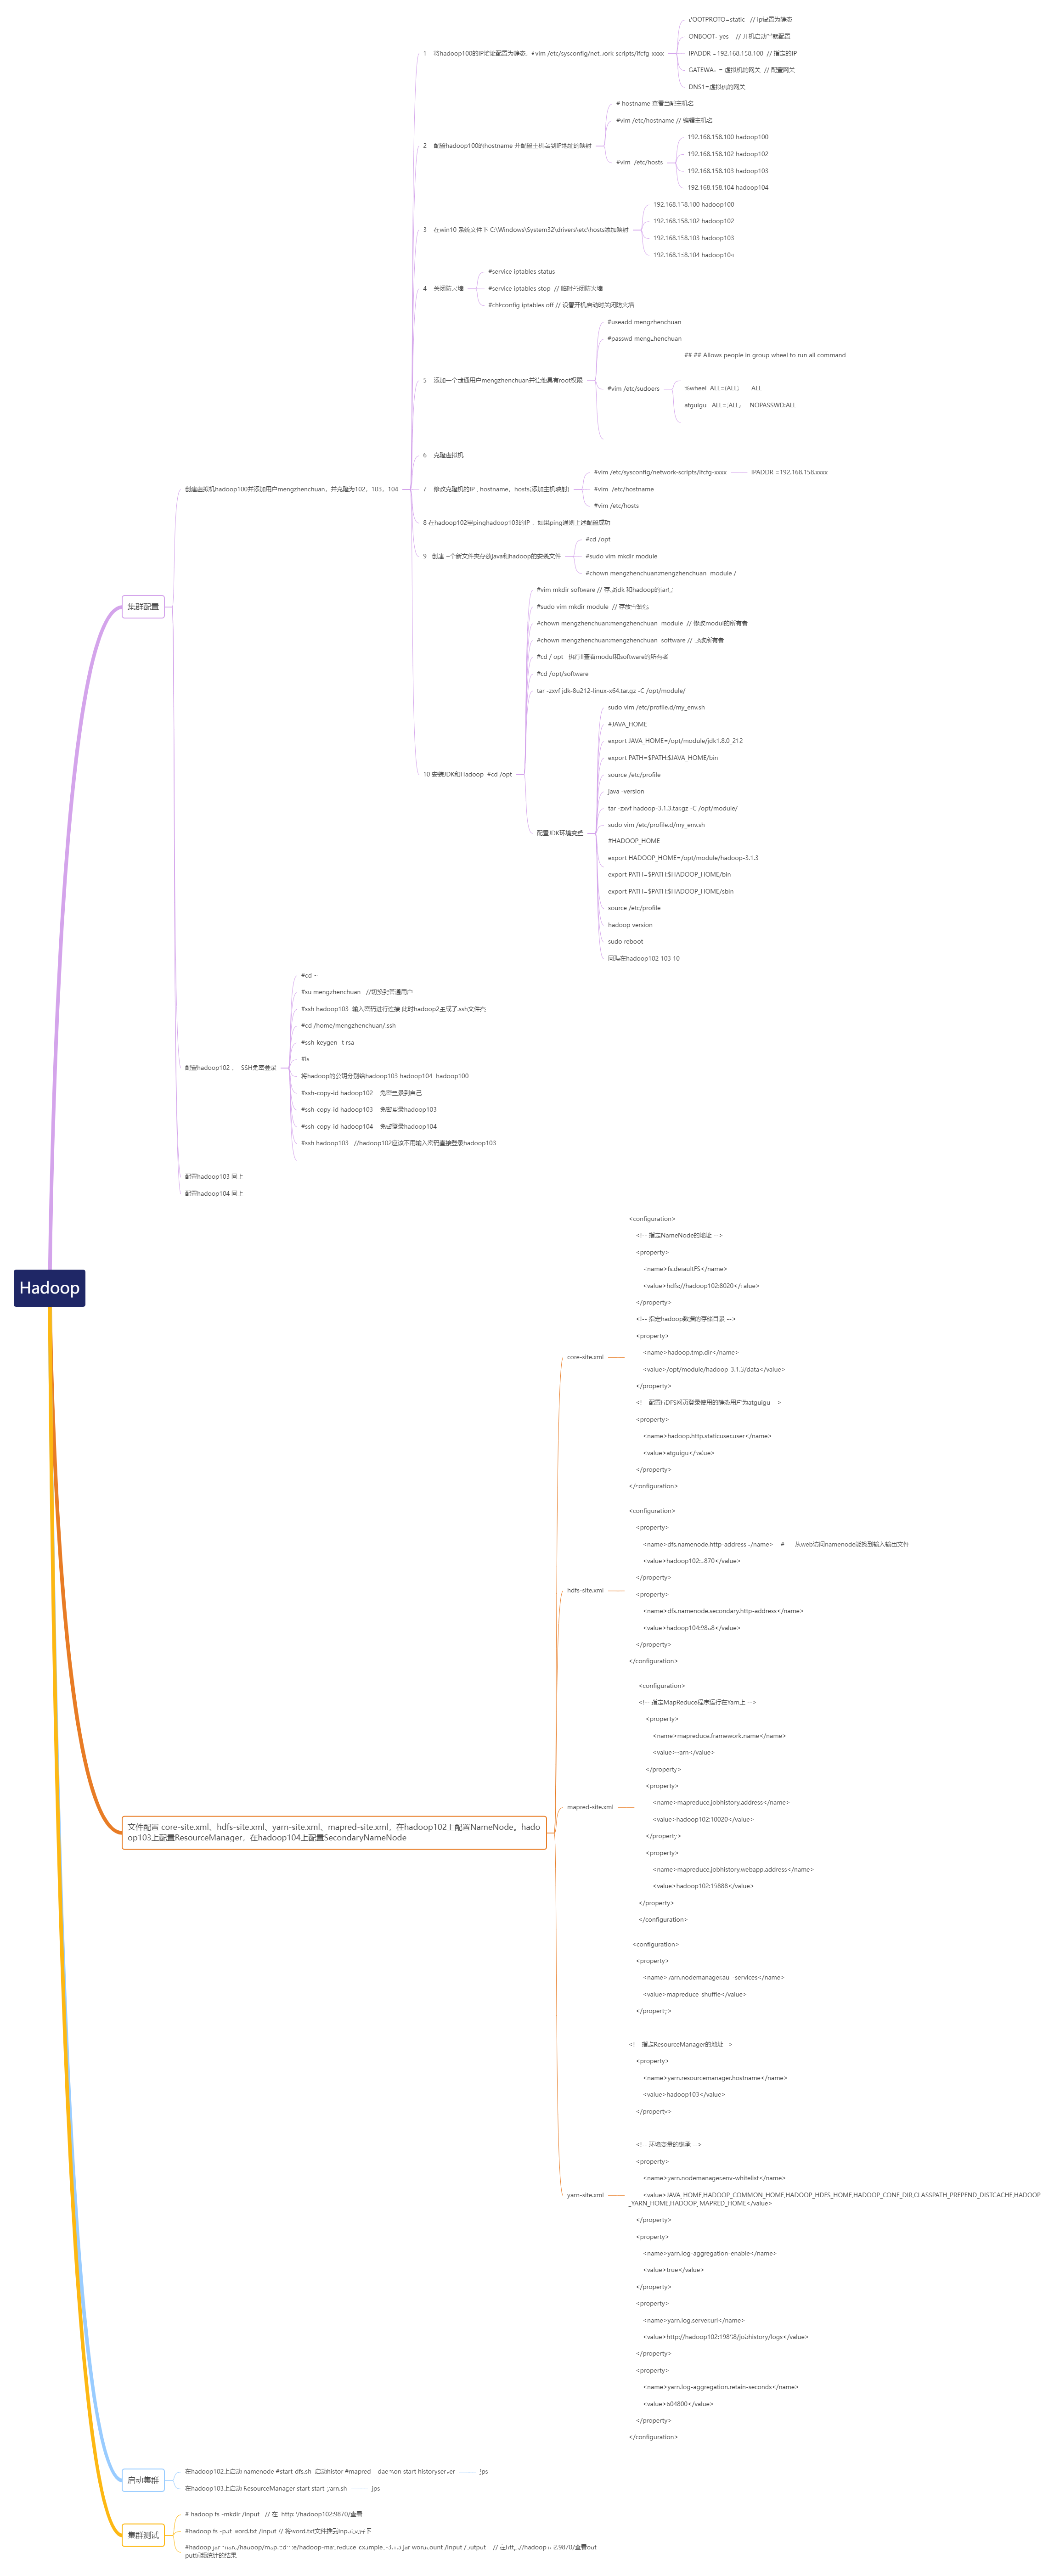 Hadoop
集群配置
创建虚拟机hadoop100并添加用户mengzhenchuan、并克隆为102、103、104
1 将hadoop100的IP地址配置为静态、#vim /etc/sysconfig/network-scripts/ifcfg-xxxx
BOOTPROTO=static // ip设置为静态
ONBOOT= yes // 开机启动 就配置
IPADDR =192.168.158.100 // 指定的IP
GATEWAY = 虚拟机的网关 // 配置网关
DNS1=虚拟机的网关
2 配置hadoop100的hostname 并配置主机名到IP地址的映射
# hostname 查看当前主机名
#vim /etc/hostname // 编辑主机名
#vim /etc/hosts
192.168.158.100 hadoop100
192.168.158.102 hadoop102
192.168.158.103 hadoop103
192.168.158.104 hadoop104
3 在win10 系统文件下 C:\Windows\System32\drivers\etc\hosts添加映射
192.168.158.100 hadoop100
192.168.158.102 hadoop102
192.168.158.103 hadoop103
192.168.158.104 hadoop104
4 关闭防火墙
#service iptables status
#service iptables stop // 临时关闭防火墙
#chkconfig iptables off // 设置开机启动时关闭防火墙
5 添加一个普通用户mengzhenchuan并让他具有root权限
#useadd mengzhenchuan
#passwd mengzhenchuan
#vim /etc/sudoers
## ## Allows people in group wheel to run all command
%wheel ALL=(ALL) ALL
atguigu ALL=(ALL) NOPASSWD:ALL
6 克隆虚拟机
7 修改克隆机的IP , hostname、hosts(添加主机映射)
#vim /etc/sysconfig/network-scripts/ifcfg-xxxx
IPADDR =192.168.158.xxxx
#vim /etc/hostname
#vim /etc/hosts
8 在hadoop102里pinghadoop103的IP 、如果ping通则上述配置成功
9 创建 一个新文件夹存放java和hadoop的安装文件
#cd /opt
#sudo vim mkdir module
#chown mengzhenchuan:mengzhenchuan module /
10 安装JDK和Hadoop #cd /opt
#vim mkdir software // 存放jdk 和hadoop的jar包
#sudo vim mkdir module // 存放安装包
#chown mengzhenchuan:mengzhenchuan module // 修改modul的所有者
#chown mengzhenchuan:mengzhenchuan software // 修改所有者
#cd / opt 执行ll查看modul和software的所有者
#cd /opt/software
tar -zxvf jdk-8u212-linux-x64.tar.gz -C /opt/module/
配置JDK环境变量
sudo vim /etc/profile.d/my_env.sh
#JAVA_HOME
export JAVA_HOME=/opt/module/jdk1.8.0_212
export PATH=$PATH:$JAVA_HOME/bin
source /etc/profile
java -version
tar -zxvf hadoop-3.1.3.tar.gz -C /opt/module/
sudo vim /etc/profile.d/my_env.sh
#HADOOP_HOME
export HADOOP_HOME=/opt/module/hadoop-3.1.3
export PATH=$PATH:$HADOOP_HOME/bin
export PATH=$PATH:$HADOOP_HOME/sbin
source /etc/profile
hadoop version
sudo reboot
同步在hadoop102 103 10
配置hadoop102 、 SSH免密登录
#cd ~
#su mengzhenchuan //切换到普通用户
#ssh hadoop103 输入密码进行连接 此时hadoop2生成了.ssh文件夹
#cd /home/mengzhenchuan/.ssh
#ssh-keygen -t rsa
#ls
将hadoop的公钥分别给hadoop103 hadoop104 hadoop100
#ssh-copy-id hadoop102 免密登录到自己
#ssh-copy-id hadoop103 免密登录hadoop103
#ssh-copy-id hadoop104 免密登录hadoop104
#ssh hadoop103 //hadoop102应该不用输入密码直接登录hadoop103
配置hadoop103 同上
配置hadoop104 同上
文件配置 core-site.xml、hdfs-site.xml、yarn-site.xml、mapred-site.xml，在hadoop102上配置NameNode。hado
op103上配置ResourceManager、在hadoop104上配置SecondaryNameNode
core-site.xml
<configuration>
<!-- 指定NameNode的地址 -->
<property>
<name>fs.defaultFS</name>
<value>hdfs://hadoop102:8020</value>
</property>
<!-- 指定hadoop数据的存储目录 -->
<property>
<name>hadoop.tmp.dir</name>
<value>/opt/module/hadoop-3.1.3/data</value>
</property>
<!-- 配置HDFS网页登录使用的静态用户为atguigu -->
<property>
<name>hadoop.http.staticuser.user</name>
<value>atguigu</value>
</property>
</configuration>
hdfs-site.xml
<configuration>
<property>
<name>dfs.namenode.http-address</name> # 从web访问namenode能找到输入输出文件
<value>hadoop102:9870</value>
</property>
<property>
<name>dfs.namenode.secondary.http-address</name>
<value>hadoop104:9868</value>
</property>
</configuration>
mapred-site.xml
<configuration>
<!-- 指定MapReduce程序运行在Yarn上 -->
<property>
<name>mapreduce.framework.name</name>
<value>yarn</value>
</property>
<property>
<name>mapreduce.jobhistory.address</name>
<value>hadoop102:10020</value>
</property>
<property>
<name>mapreduce.jobhistory.webapp.address</name>
<value>hadoop102:19888</value>
</property>
</configuration>
yarn-site.xml
<configuration>
<property>
<name>yarn.nodemanager.aux-services</name>
<value>mapreduce_shuffle</value>
</property>
<!-- 指定ResourceManager的地址-->
<property>
<name>yarn.resourcemanager.hostname</name>
<value>hadoop103</value>
</property>
<!-- 环境变量的继承 -->
<property>
<name>yarn.nodemanager.env-whitelist</name>
<value>JAVA_HOME,HADOOP_COMMON_HOME,HADOOP_HDFS_HOME,HADOOP_CONF_DIR,CLASSPATH_PREPEND_DISTCACHE,HADOOP
_YARN_HOME,HADOOP_MAPRED_HOME</value>
</property>
<property>
<name>yarn.log-aggregation-enable</name>
<value>true</value>
</property>
<property>
<name>yarn.log.server.url</name>
<value>http://hadoop102:19888/jobhistory/logs</value>
</property>
<property>
<name>yarn.log-aggregation.retain-seconds</name>
<value>604800</value>
</property>
</configuration>
启动集群
在hadoop102上启动 namenode #start-dfs.sh 启动histor #mapred --daemon start historyserver
jps
在hadoop103上启动 ResourceManager start start-yarn.sh
jps
集群测试
# hadoop fs -mkdir /input // 在 http://hadoop102:9870/查看
#hadoop fs -put word.txt /input // 将word.txt文件拷到input文件下
#hadoop jar share/hadoop/mapreduce/hadoop-mapreduce-examples-3.1.3.jar wordcount /input /output // 在http://hadoop102:9870/查看out
put出现统计的结果